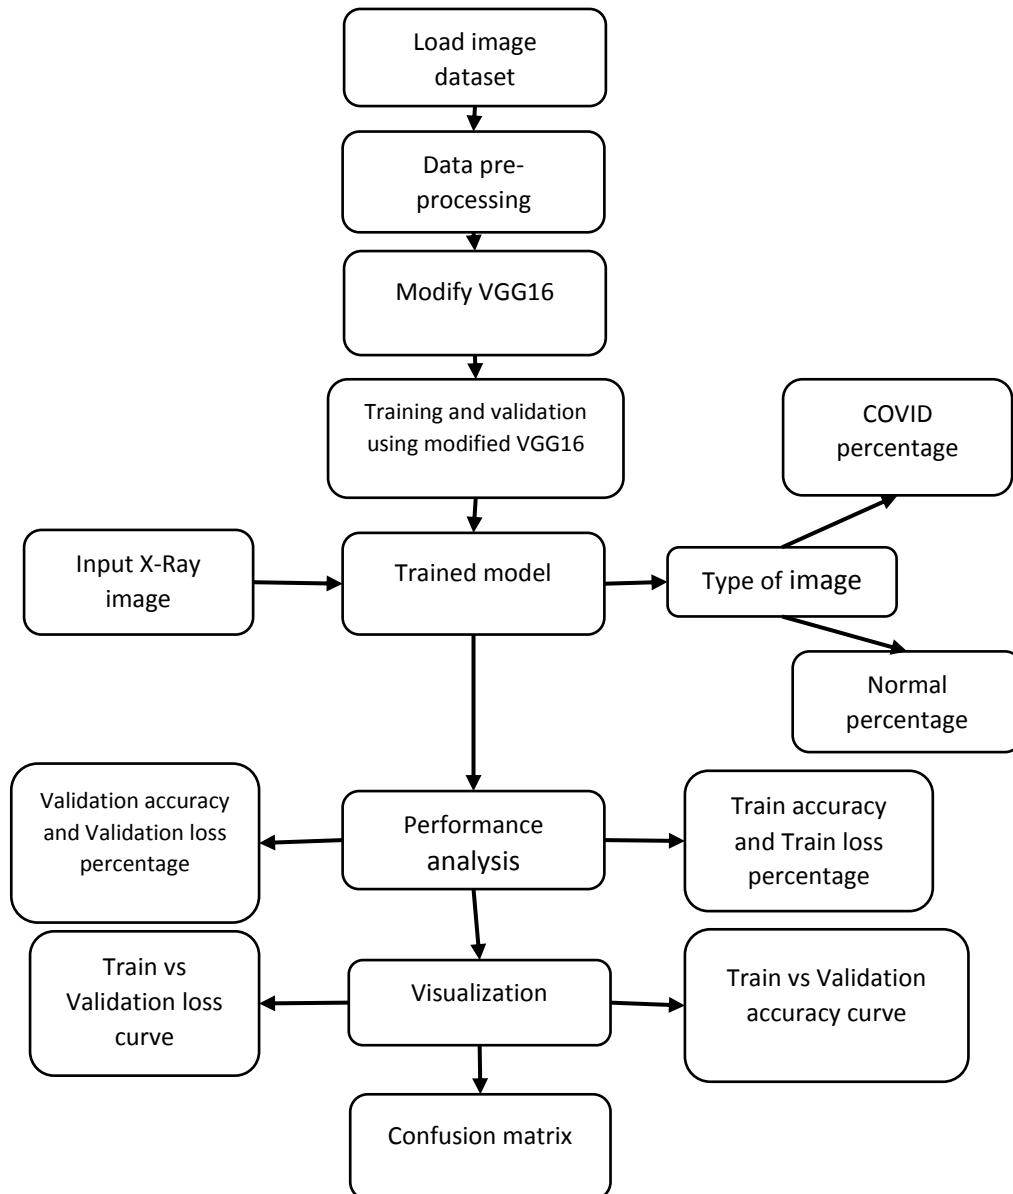 Load image
dataset
Data pre-
processing
Modify VGG16
Training and validation
using modified VGG16
COVID
percentage
Input X-Ray
image
Trained model
Type of image
Normal
percentage
Validation accuracy
and Validation loss
percentage
Performance
analysis
Train accuracy
and Train loss
percentage
Train vs
Validation loss
curve
Visualization
Train vs Validation
accuracy curve
Confusion matrix